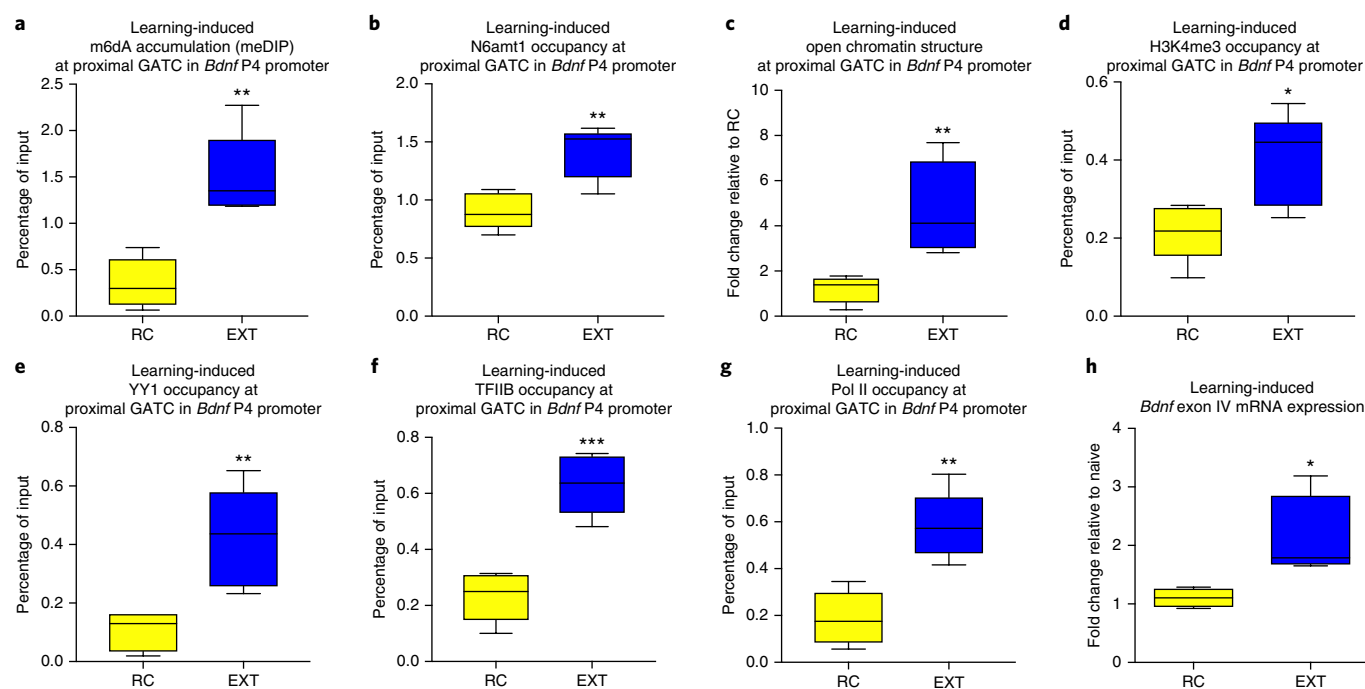 a
Learning-induced
m6dA accumulation (meDIP)
at proximal GATC in Bdnf P4 promoter
2.5
2.0
1.5
1.0
0.5
0.0
Percentage of input
**
RC
EXT
b
Learning-induced
N6amt1 occupancy at
proximal GATC in Bdnf P4 promoter
2.0
1.5
1.0
0.5
0.0
Percentage of input
**
RC
EXT
c
Learning-induced
open chromatin structure
at proximal GATC in Bdnf P4 promoter
10
8
6
4
2
0
Fold change relative to RC
**
RC
EXT
d
Learning-induced
H3K4me3 occupancy at
proximal GATC in Bdnf P4 promoter
0.6
0.4
0.2
0.0
Percentage of input
*
RC
EXT
e
Learning-induced
YY1 occupancy at
proximal GATC in Bdnf P4 promoter
0.8
0.6
0.4
0.2
0.0
Percentage of input
**
RC
EXT
f
Learning-induced
TFIIB occupancy at
proximal GATC in Bdnf P4 promoter
0.8
0.6
0.4
0.2
0.0
Percentage of input
***
RC
EXT
g
Learning-induced
Pol II occupancy at
proximal GATC in Bdnf P4 promoter
1.0
0.8
0.6
0.4
0.2
0.0
Percentage of input
**
RC
EXT
h
Learning-induced
Bdnf exon IV mRNA expression
4
3
2
1
0
Fold change relative to naive
*
RC
EXT